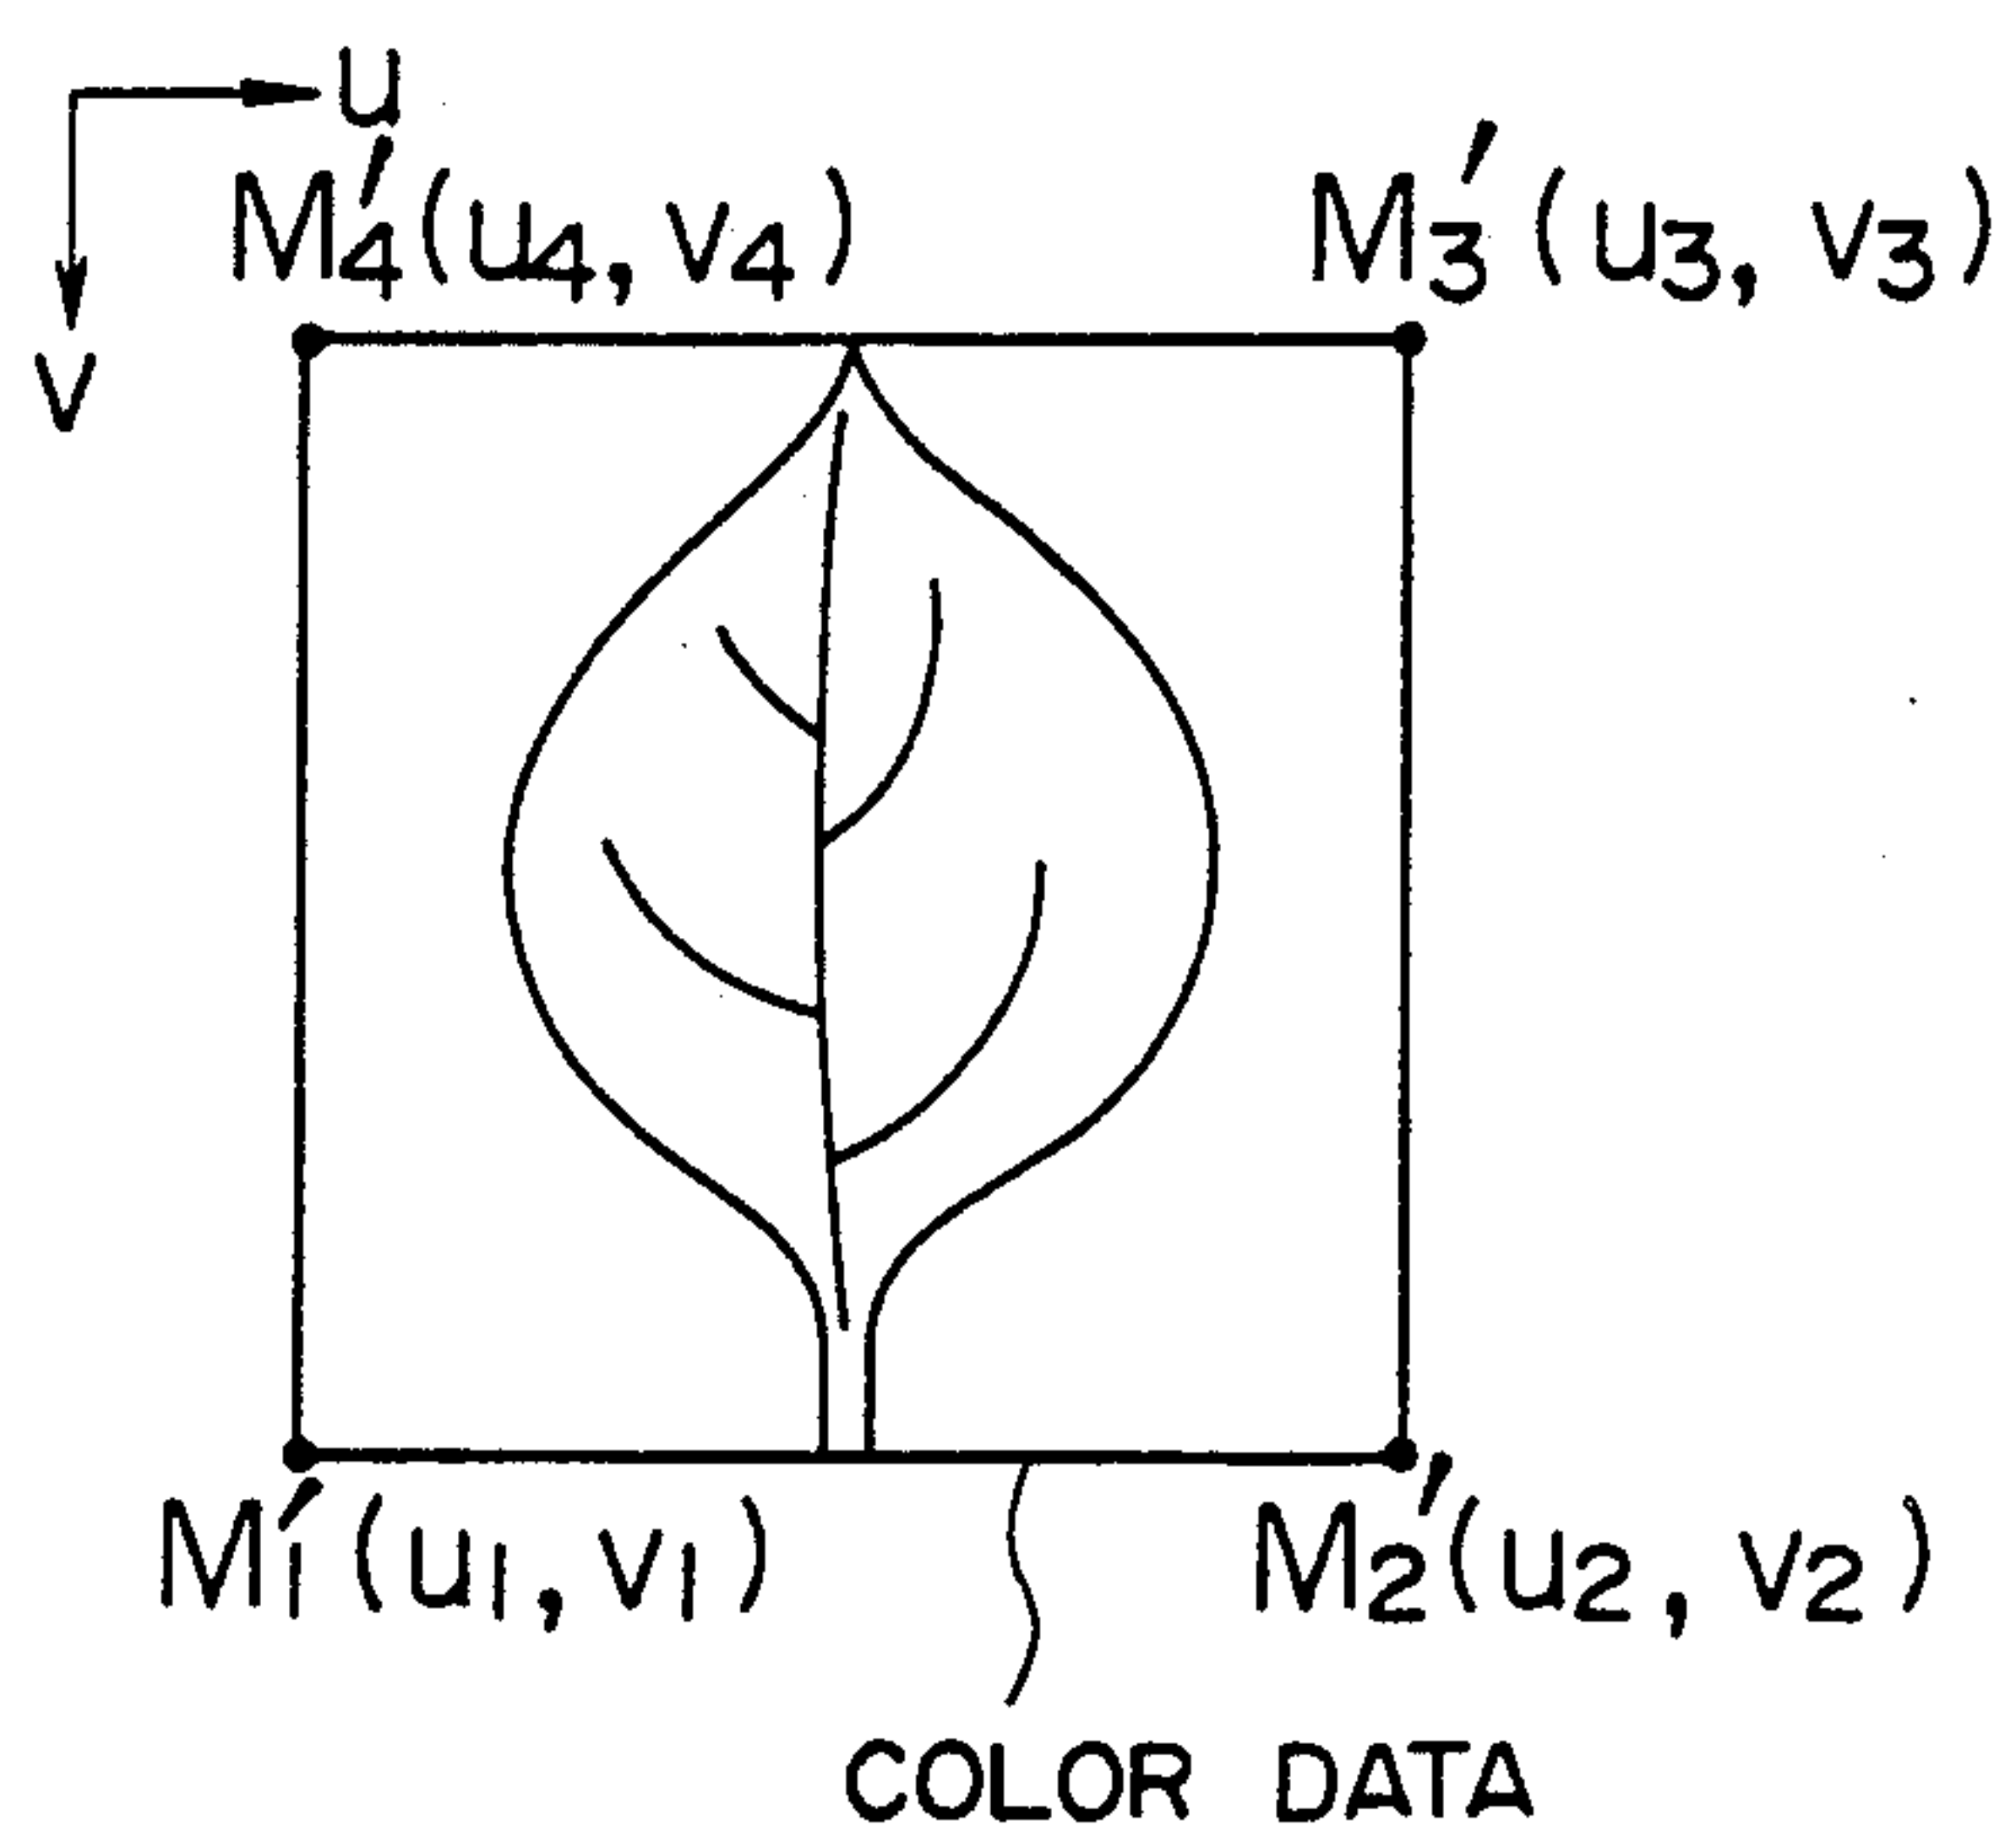 u
M4′(u4, v4) M3′(u3, v3)
v
M1′(u1, v1) M2′(u2, v2)
COLOR DATA